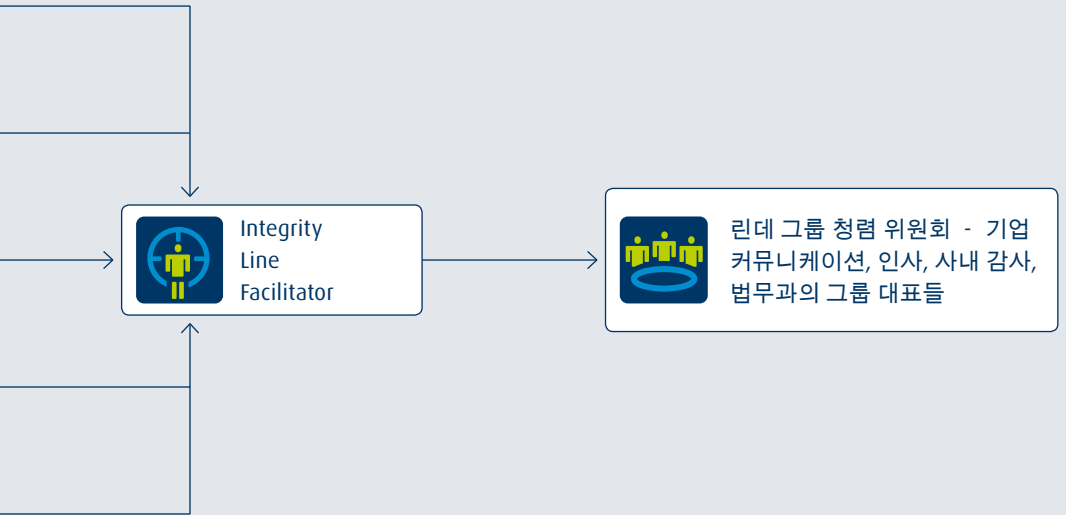 Integrity
Line
Facilitator
린데 그룹 청렴 위원회 - 기업
커뮤니케이션, 인사, 사내 감사,
법무과의 그룹 대표들